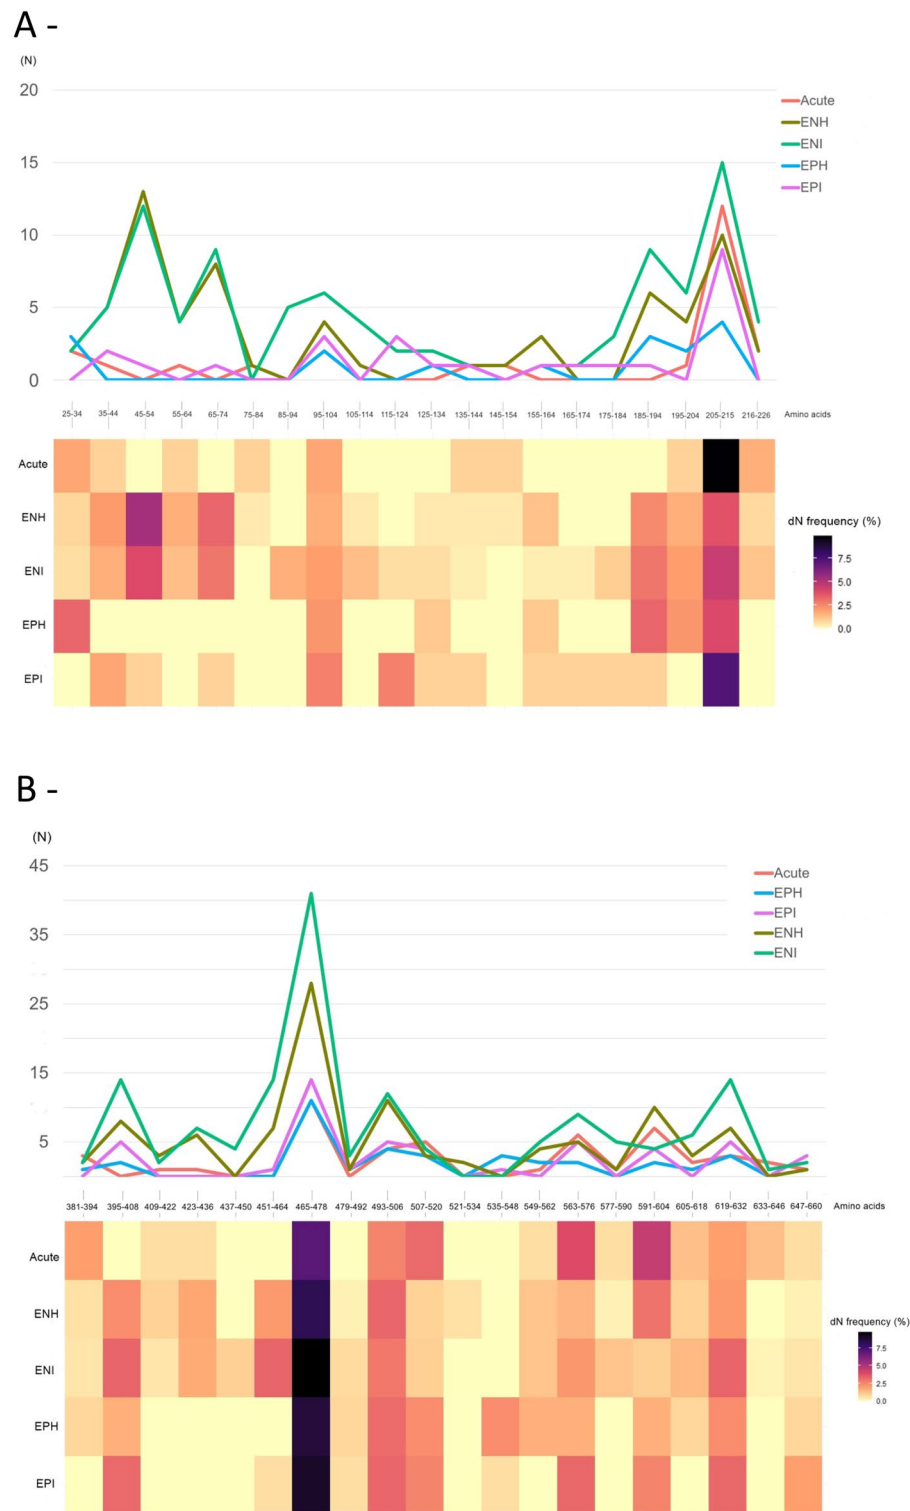 A -
(N)
20
15
10
5
0
Acute
ENH
ENI
EPH
EPI
25-34 35-44 45-54 55-64 65-74 75-84 85-94 95-104 105-114 115-124 125-134 135-144 145-154 155-164 165-174 175-184 185-194 195-204 205-215 216-226 Amino acids
Acute
ENH
ENI
EPH
EPI
dN frequency (%)
7.5
5.0
2.5
0.0
B -
(N)
45
35
25
15
5
Acute
EPH
EPI
ENH
ENI
381-394 395-408 409-422 423-436 437-450 451-464 465-478 479-492 493-506 507-520 521-534 535-548 549-562 563-576 577-590 591-604 605-618 619-632 633-646 647-660 Amino acids
Acute
ENH
ENI
EPH
EPI
dN frequency (%)
7.5
5.0
2.5
0.0